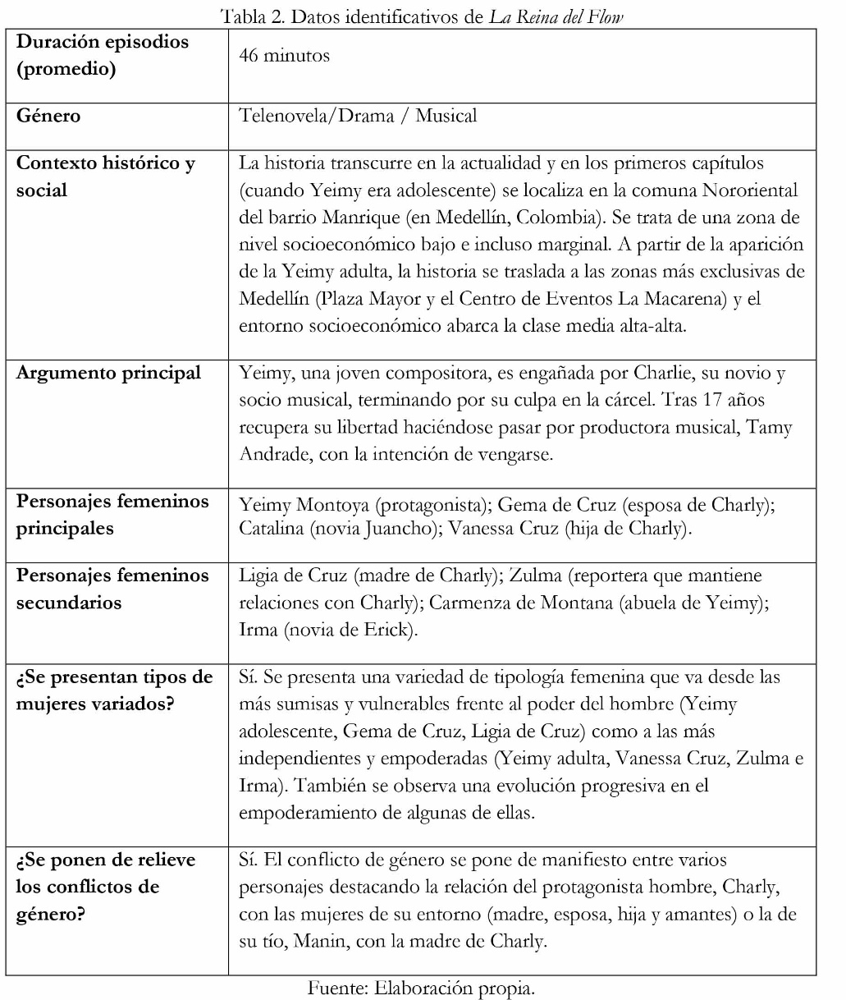 Tabla 2. Datos identificativos de La Reina del Flow
Duración episodios
(promedio)
46 minutos
Género
Telenovela/Drama / Musical
Contexto histórico y
social
La historia transcurre en la actualidad y en los primeros capítulos
(cuando Yeimy era adolescente) se localiza en la comuna Nororiental
del barrio Manrique (en Medellín, Colombia). Se trata de una zona de
nivel socioeconómico bajo e incluso marginal. A partir de la aparición
de la Yeimy adulta, la historia se traslada a las zonas más exclusivas de
Medellín (Plaza Mayor y el Centro de Eventos La Macarena) y el
entorno socioeconómico abarca la clase media alta-alta.
Argumento principal
Yeimy, una joven compositora, es engañada por Charlie, su novio y
socio musical, terminando por su culpa en la cárcel. Tras 17 años
recupera su libertad haciéndose pasar por productora musical, Tamy
Andrade, con la intención de vengarse.
Personajes femeninos
principales
Yeimy Montoya (protagonista); Gema de Cruz (esposa de Charly);
Catalina (novia Juancho); Vanessa Cruz (hija de Charly).
Personajes femeninos
secundarios
Ligia de Cruz (madre de Charly); Zulma (reportera que mantiene
relaciones con Charly); Carmenza de Montana (abuela de Yeimy);
Irma (novia de Erick).
¿Se presentan tipos de
mujeres variados?
Sí. Se presenta una variedad de tipología femenina que va desde las
más sumisas y vulnerables frente al poder del hombre (Yeimy
adolescente, Gema de Cruz, Ligia de Cruz) como a las más
independientes y empoderadas (Yeimy adulta, Vanessa Cruz, Zulma e
Irma). También se observa una evolución progresiva en el
empoderamiento de algunas de ellas.
¿Se ponen de relieve
los conflictos de
género?
Sí. El conflicto de género se pone de manifiesto entre varios
personajes destacando la relación del protagonista hombre, Charly,
con las mujeres de su entorno (madre, esposa, hija y amantes) o la de
su tío, Manin, con la madre de Charly.
Fuente: Elaboración propia.